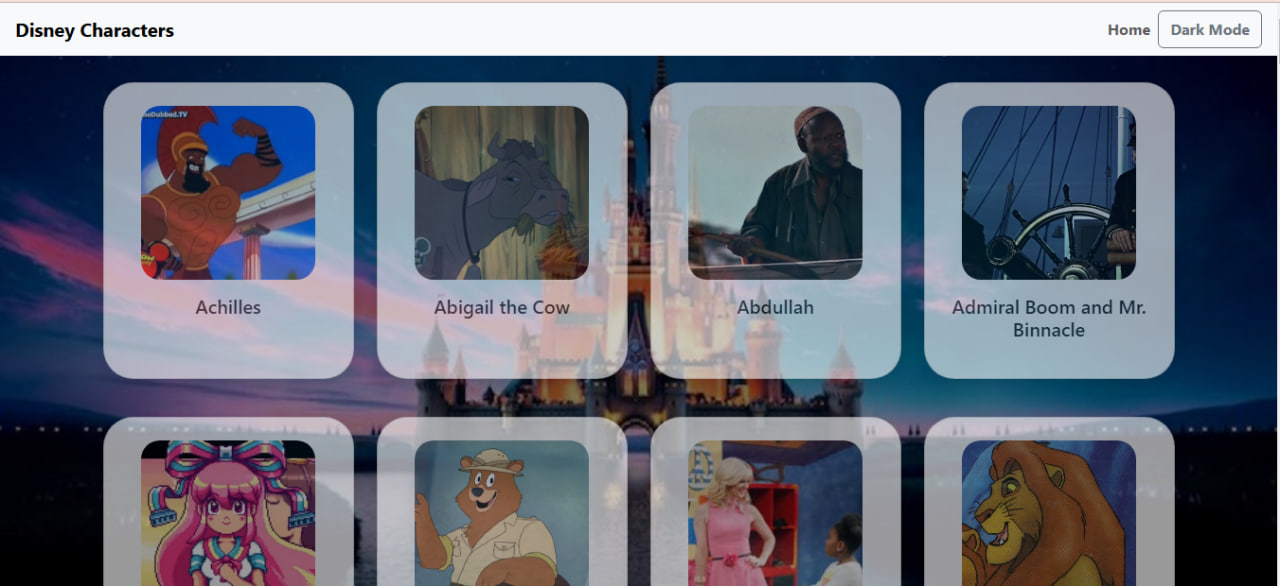 Disney Characters
Home
Dark Mode
Achilles
Abigail the Cow
Abdullah
Admiral Boom and Mr.
Binnacle